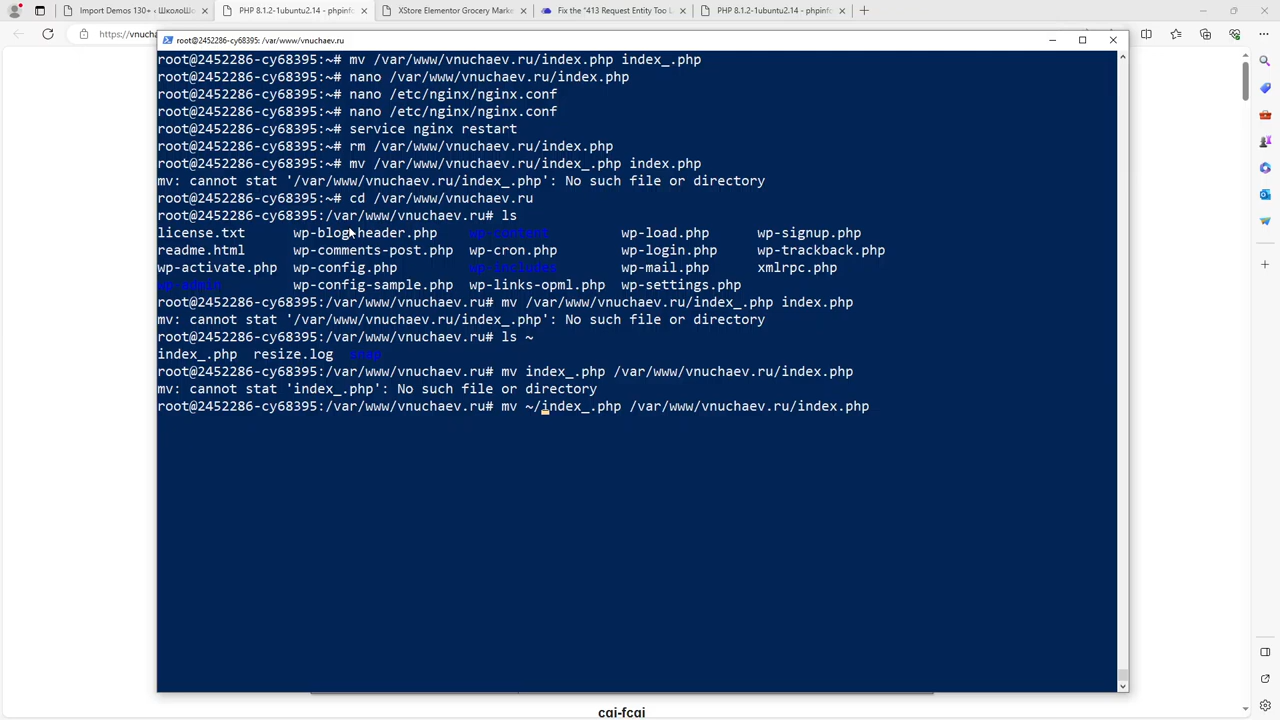 Import Demos 130+ ‹ ШколоШо
PHP 8.1.2-1ubuntu2.14 - phpinfo
XStore Elementor Grocery Marke
Fix the "413 Request Entity Too L
PHP 8.1.2-1ubuntu2.14 - phpinfo
https://vnucha
root@2452286-cy68395: /var/www/vnuchaev.ru
root@2452286-cy68395:~# mv /var/www/vnuchaev.ru/index.php index_.php
root@2452286-cy68395:~# nano /var/www/vnuchaev.ru/index.php
root@2452286-cy68395:~# nano /etc/nginx/nginx.conf
root@2452286-cy68395:~# nano /etc/nginx/nginx.conf
root@2452286-cy68395:~# service nginx restart
root@2452286-cy68395:~# rm /var/www/vnuchaev.ru/index.php
root@2452286-cy68395:~# mv /var/www/vnuchaev.ru/index_.php index.php
mv: cannot stat '/var/www/vnuchaev.ru/index_.php': No such file or directory
root@2452286-cy68395:~# cd /var/www/vnuchaev.ru
root@2452286-cy68395:/var/www/vnuchaev.ru# ls
license.txt wp-blog-header.php wp-content wp-load.php wp-signup.php
readme.html wp-comments-post.php wp-cron.php wp-login.php wp-trackback.php
wp-activate.php wp-config.php wp-includes wp-mail.php xmlrpc.php
wp-admin wp-config-sample.php wp-links-opml.php wp-settings.php
root@2452286-cy68395:/var/www/vnuchaev.ru# mv /var/www/vnuchaev.ru/index_.php index.php
mv: cannot stat '/var/www/vnuchaev.ru/index_.php': No such file or directory
root@2452286-cy68395:/var/www/vnuchaev.ru# ls ~
index_.php resize.log snap
root@2452286-cy68395:/var/www/vnuchaev.ru# mv index_.php /var/www/vnuchaev.ru/index.php
mv: cannot stat 'index_.php': No such file or directory
root@2452286-cy68395:/var/www/vnuchaev.ru# mv ~/index_.php /var/www/vnuchaev.ru/index.php
cgi-fcgi